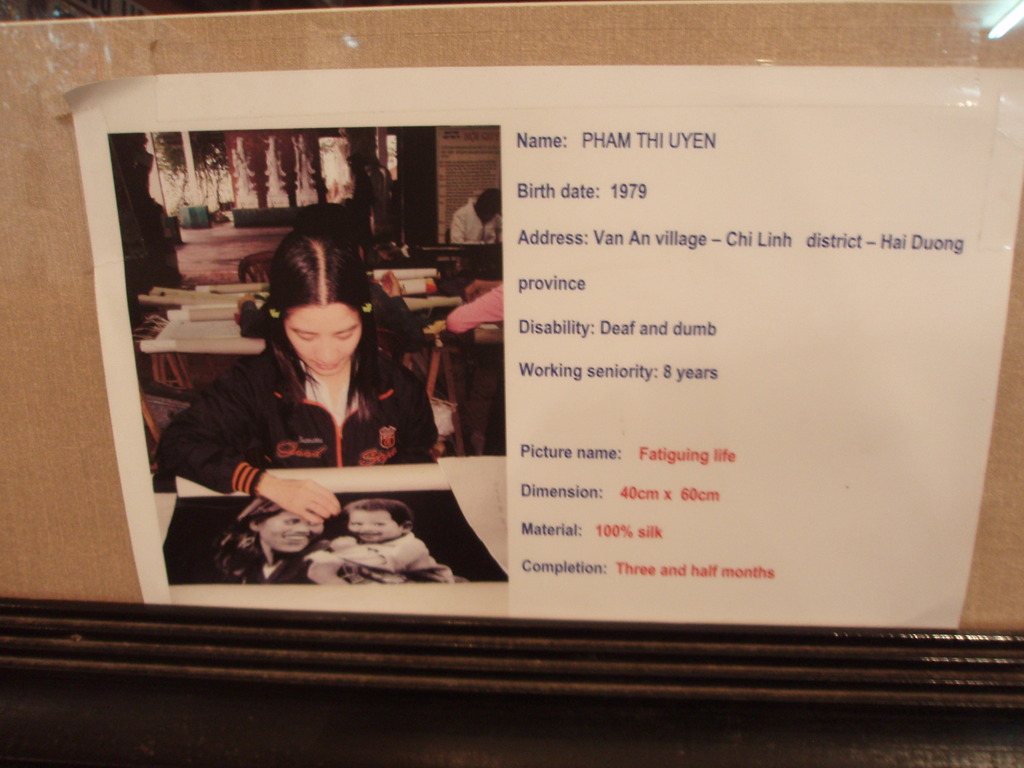 Name: PHAM THI UYEN
Birth date: 1979
Address: Van An village – Chi Linh district – Hai Duong
province
Disability: Deaf and dumb
Working seniority: 8 years
Picture name: Fatiguing life
Dimension: 40cm x 60cm
Material: 100% silk
Completion: Three and half months